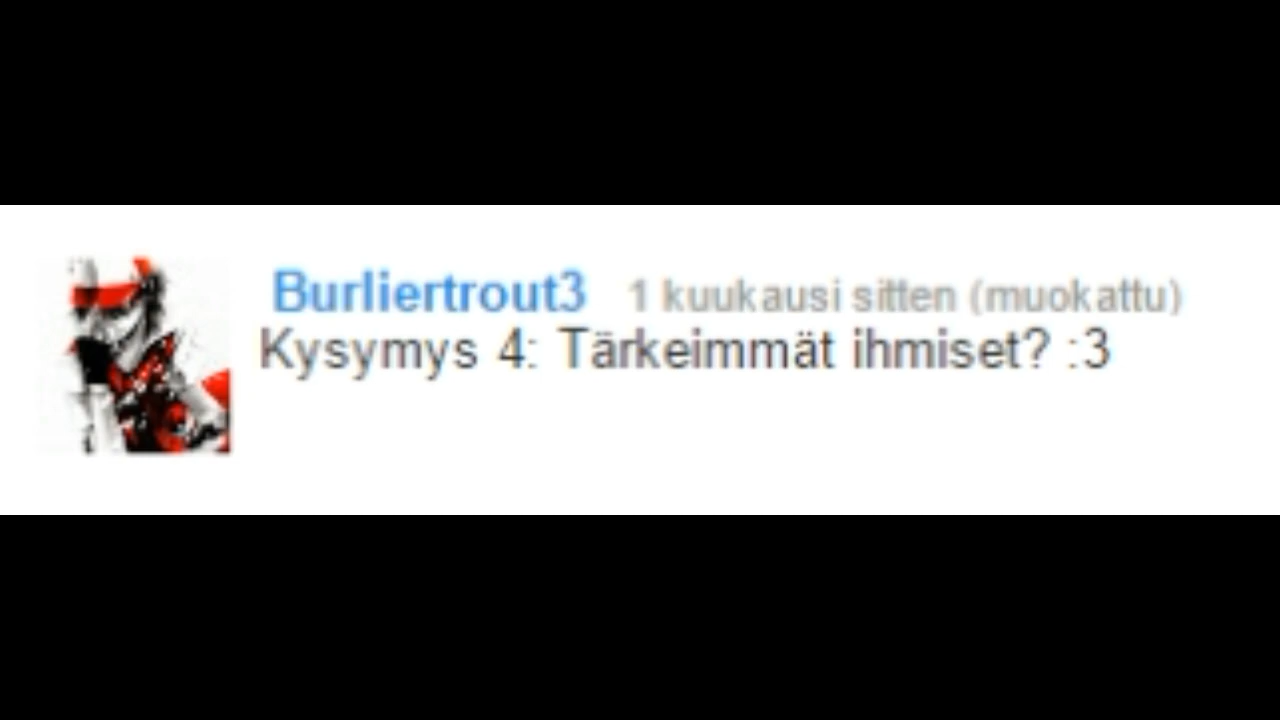 Burliertrout3 1 kuukausi sitten (muokattu)
Kysymys 4: Tärkeimmät ihmiset? :3